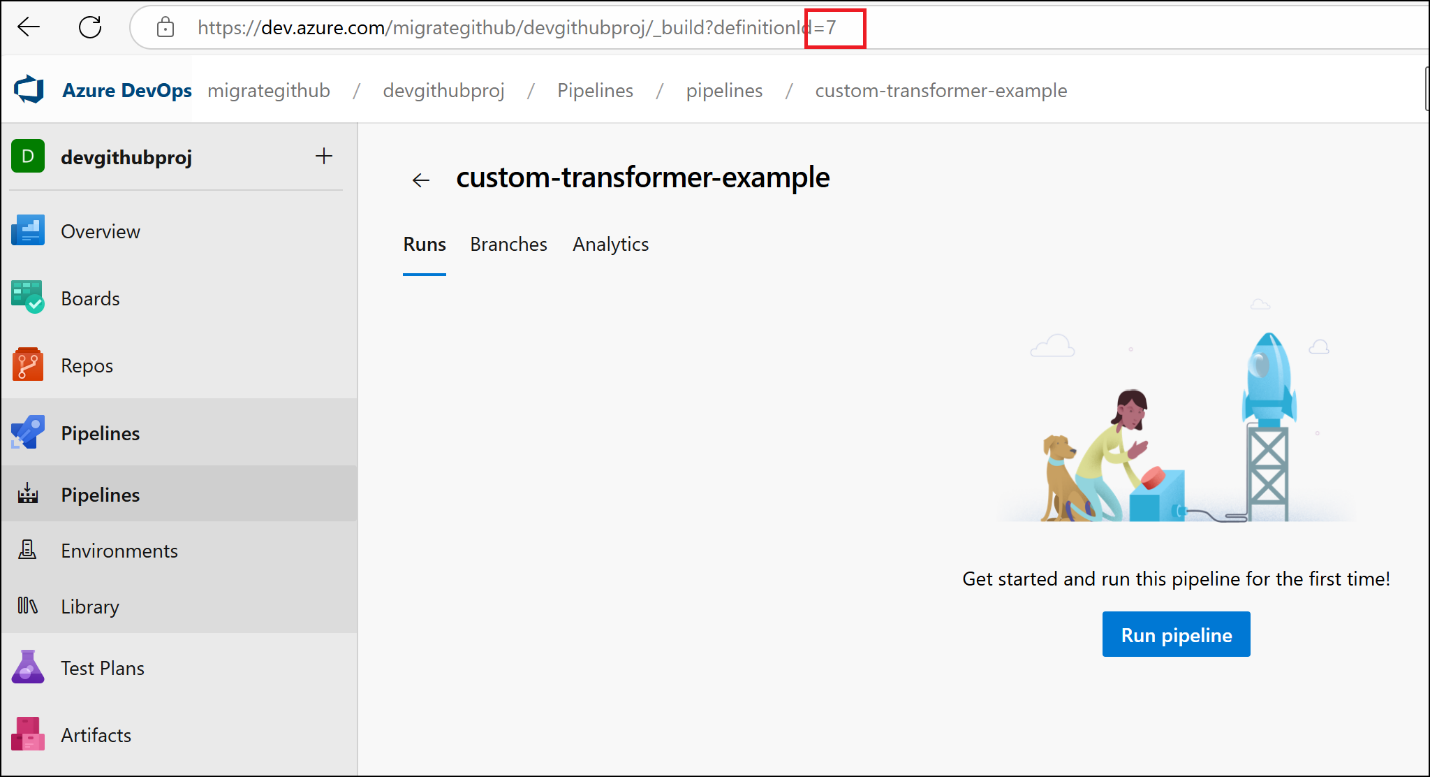 https://dev.azure.com/migrategithub/devgithubproj/_build?definitionId=7
Azure DevOps migrategithub / devgithubproj / Pipelines / pipelines / custom-transformer-example
D devgithubproj +
Overview
Boards
Repos
Pipelines
Pipelines
Environments
Library
Test Plans
Artifacts
custom-transformer-example
Runs Branches Analytics
Get started and run this pipeline for the first time!
Run pipeline